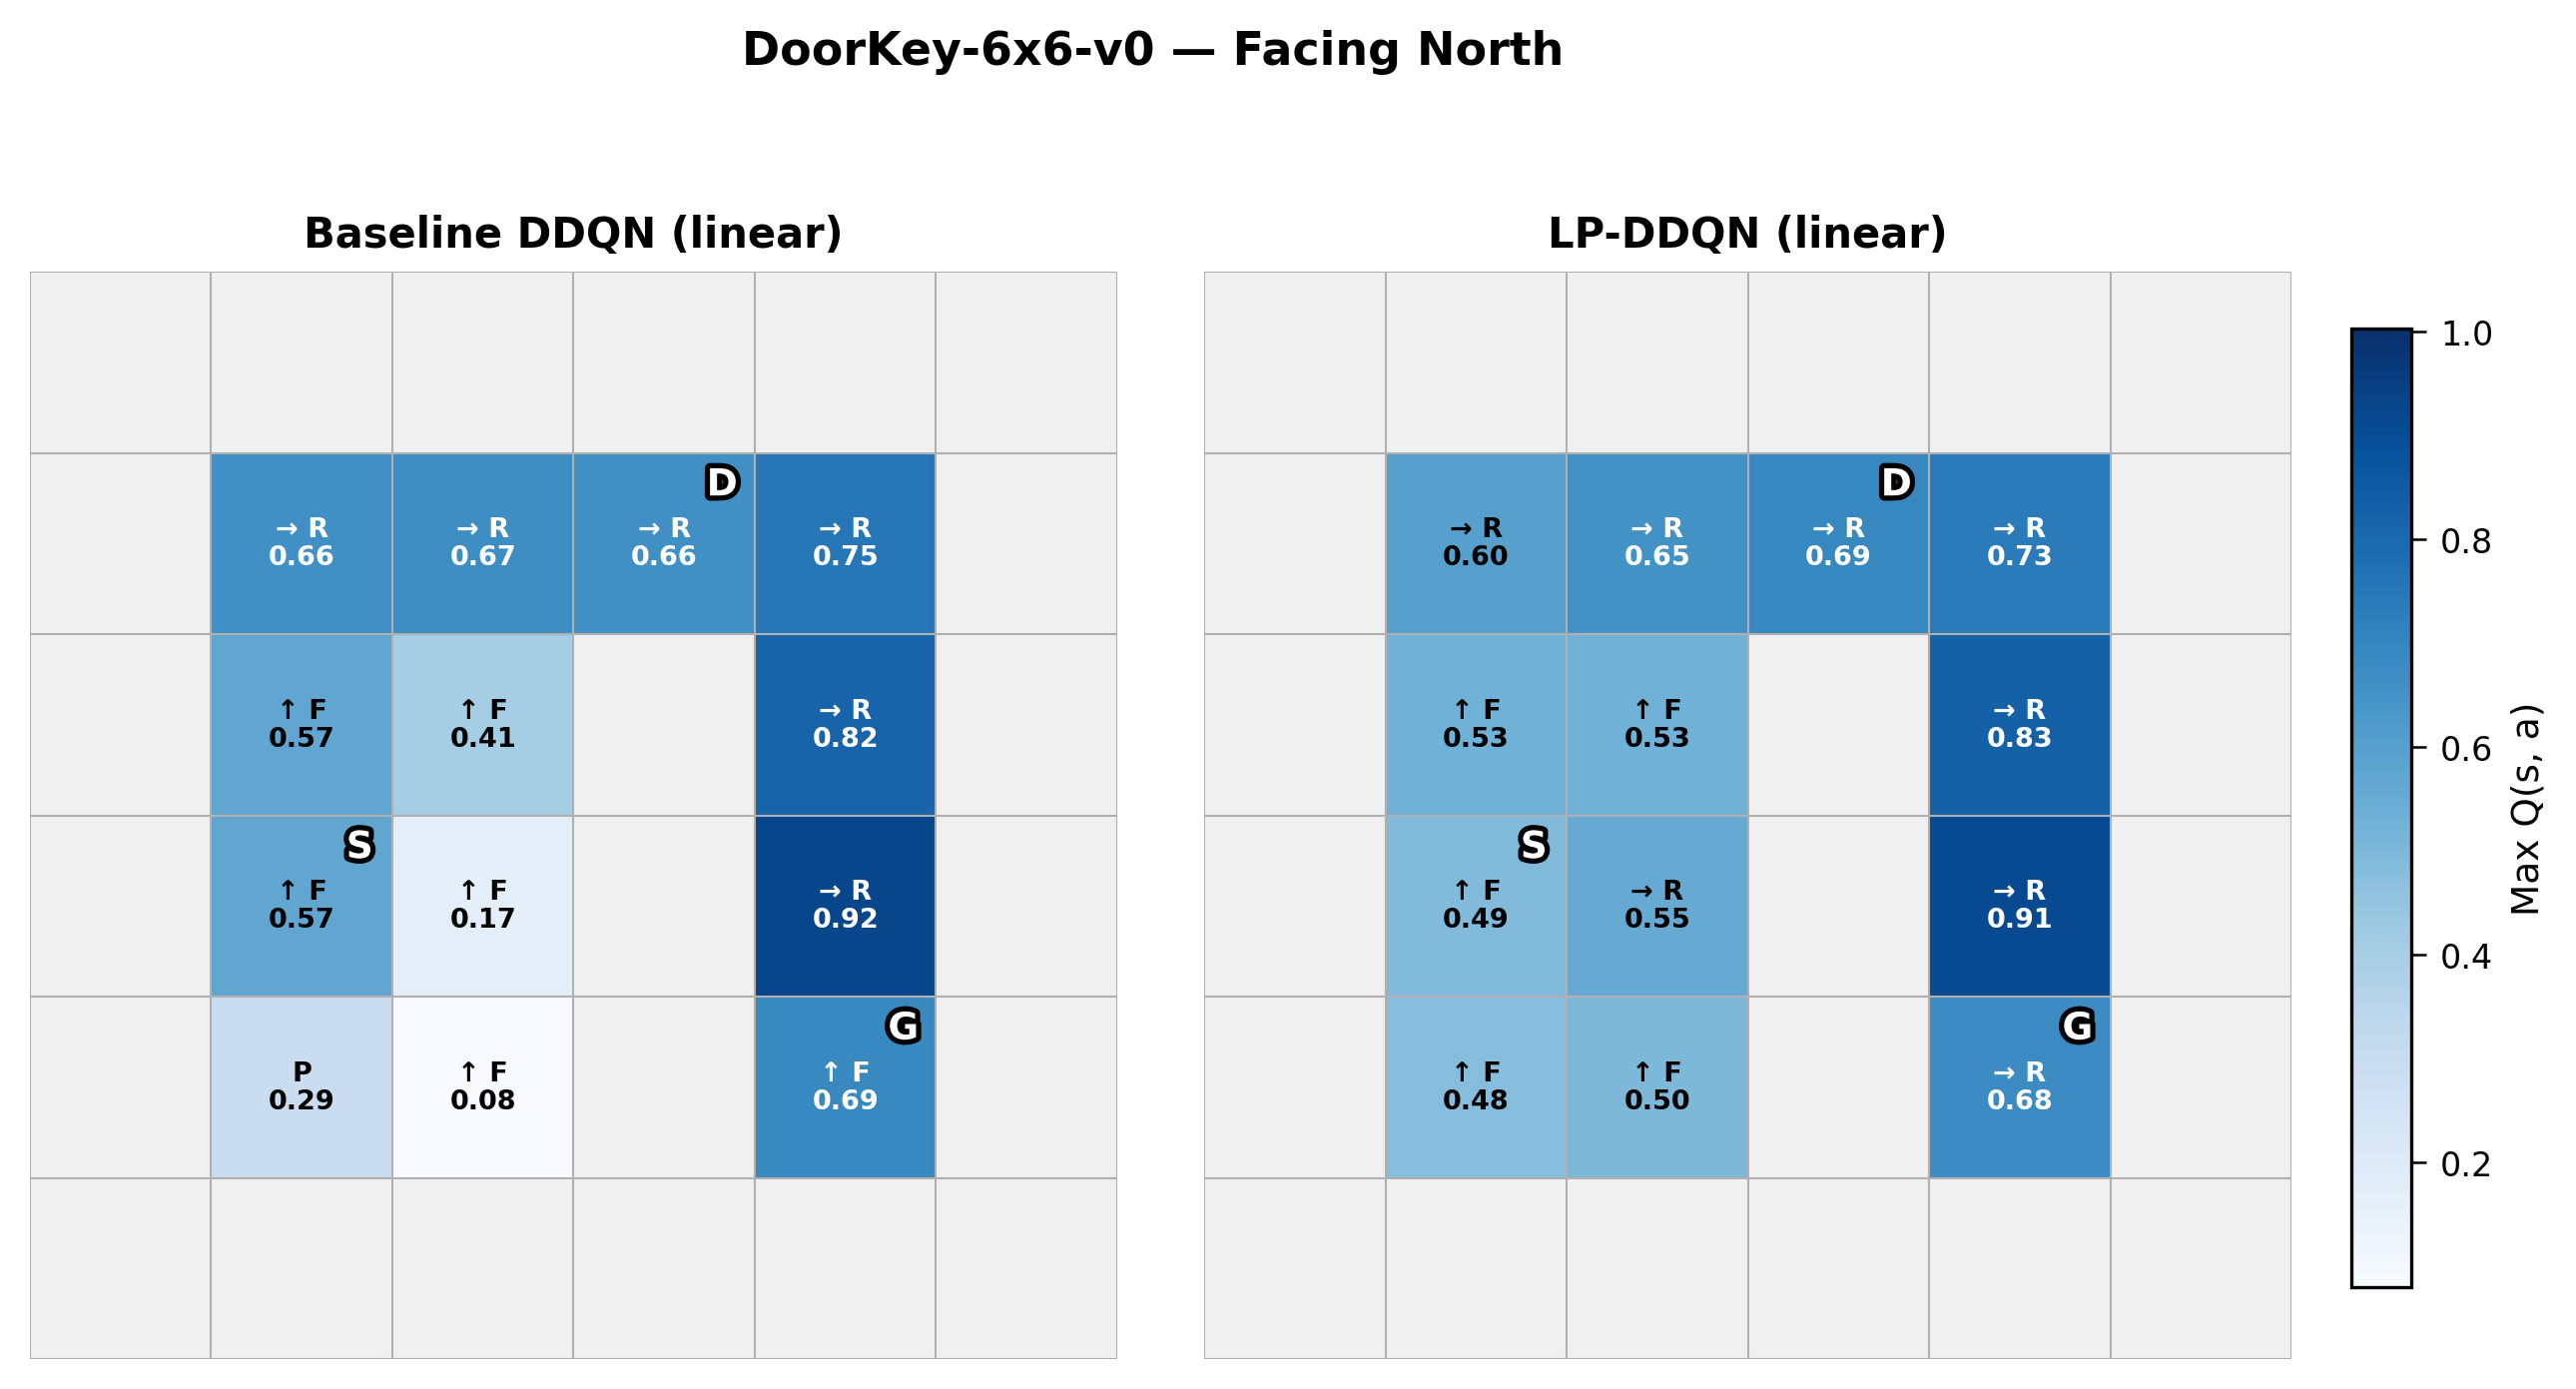 DoorKey-6x6-v0 — Facing North
Baseline DDQN (linear)
D
→ R
0.66
→ R
0.67
→ R
0.66
→ R
0.75
↑ F
0.57
↑ F
0.41
→ R
0.82
S
↑ F
0.57
↑ F
0.17
→ R
0.92
G
P
0.29
↑ F
0.08
↑ F
0.69
LP-DDQN (linear)
D
→ R
0.60
→ R
0.65
→ R
0.69
→ R
0.73
↑ F
0.53
↑ F
0.53
→ R
0.83
S
↑ F
0.49
→ R
0.55
→ R
0.91
G
↑ F
0.48
↑ F
0.50
→ R
0.68
1.0
0.8
0.6
0.4
0.2
Max Q(s, a)